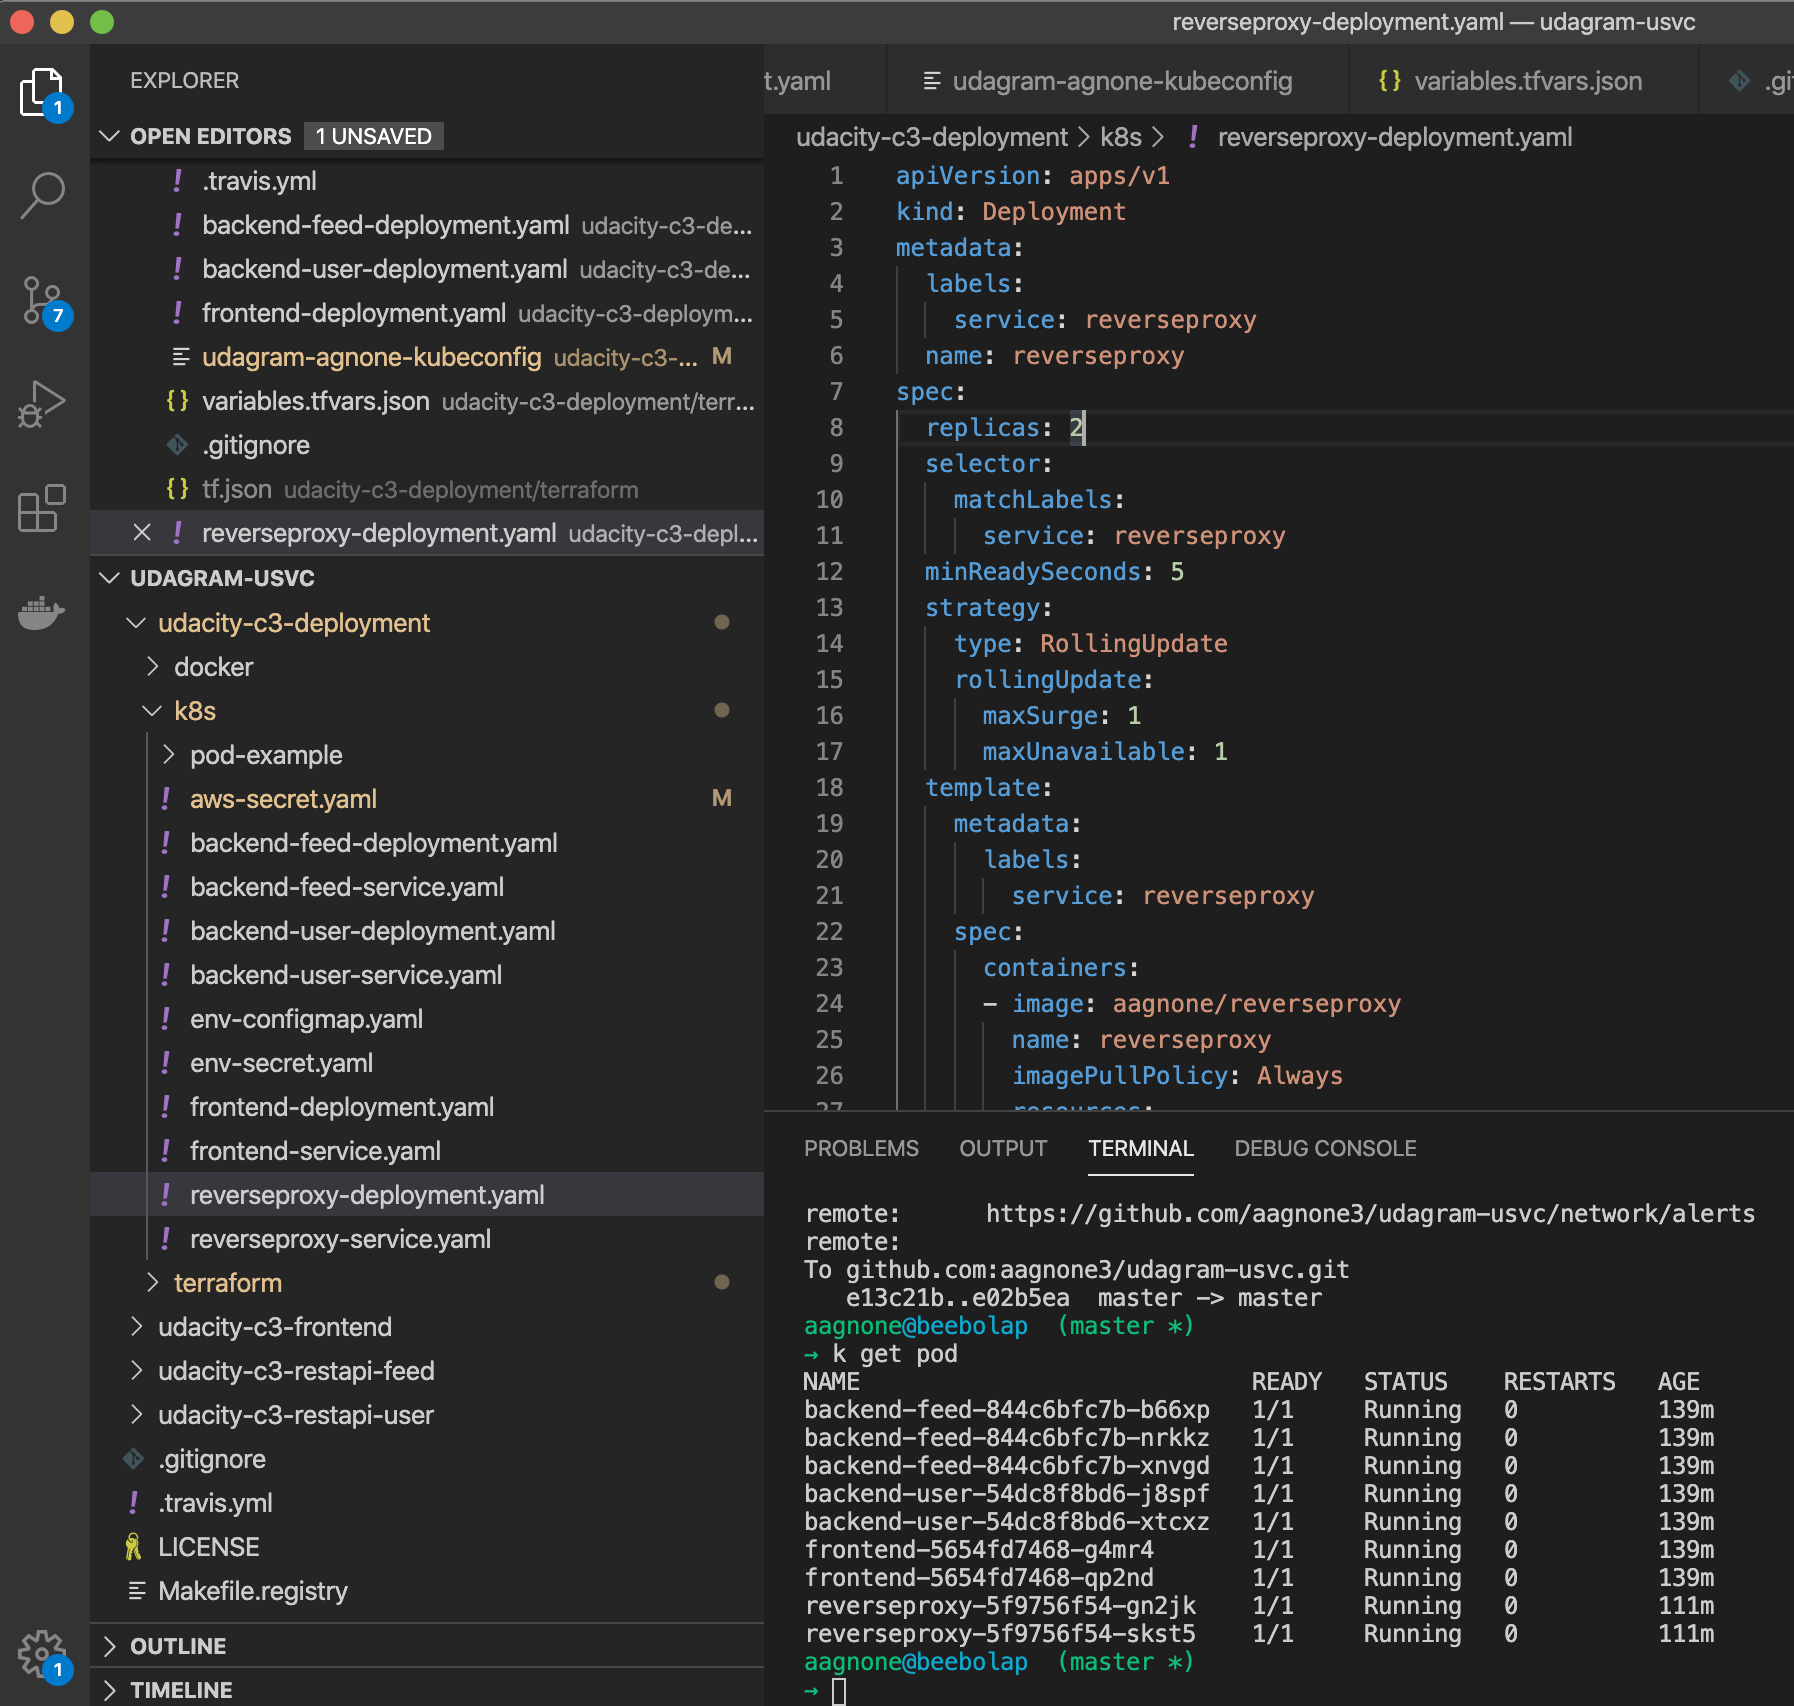 reverseproxy-deployment.yaml — udagram-usvc
1
7
1
EXPLORER
OPEN EDITORS 1 UNSAVED
! .travis.yml
! backend-feed-deployment.yaml udacity-c3-de...
! backend-user-deployment.yaml udacity-c3-de...
! frontend-deployment.yaml udacity-c3-deploym...
udagram-agnone-kubeconfig udacity-c3-... M
{} variables.tfvars.json udacity-c3-deployment/terr...
.gitignore
{} tf.json udacity-c3-deployment/terraform
! reverseproxy-deployment.yaml udacity-c3-depl...
UDAGRAM-USVC
udacity-c3-deployment
docker
k8s
pod-example
! aws-secret.yaml M
! backend-feed-deployment.yaml
! backend-feed-service.yaml
! backend-user-deployment.yaml
! backend-user-service.yaml
! env-configmap.yaml
! env-secret.yaml
! frontend-deployment.yaml
! frontend-service.yaml
! reverseproxy-deployment.yaml
! reverseproxy-service.yaml
terraform
udacity-c3-frontend
udacity-c3-restapi-feed
udacity-c3-restapi-user
.gitignore
! .travis.yml
LICENSE
Makefile.registry
OUTLINE
TIMELINE
t.yaml udagram-agnone-kubeconfig {} variables.tfvars.json .gi
udacity-c3-deployment > k8s > ! reverseproxy-deployment.yaml
1 apiVersion: apps/v1
2 kind: Deployment
3 metadata:
4 labels:
5 service: reverseproxy
6 name: reverseproxy
7 spec:
8 replicas: 2
9 selector:
10 matchLabels:
11 service: reverseproxy
12 minReadySeconds: 5
13 strategy:
14 type: RollingUpdate
15 rollingUpdate:
16 maxSurge: 1
17 maxUnavailable: 1
18 template:
19 metadata:
20 labels:
21 service: reverseproxy
22 spec:
23 containers:
24 - image: aagnone/reverseproxy
25 name: reverseproxy
26 imagePullPolicy: Always
27 resources:
PROBLEMS OUTPUT TERMINAL DEBUG CONSOLE
remote: https://github.com/aagnone3/udagram-usvc/network/alerts
remote:
To github.com:aagnone3/udagram-usvc.git
e13c21b..e02b5ea master -> master
aagnone@beebolap (master *)
→ k get pod
NAME READY STATUS RESTARTS AGE
backend-feed-844c6bfc7b-b66xp 1/1 Running 0 139m
backend-feed-844c6bfc7b-nrkkz 1/1 Running 0 139m
backend-feed-844c6bfc7b-xnvgd 1/1 Running 0 139m
backend-user-54dc8f8bd6-j8spf 1/1 Running 0 139m
backend-user-54dc8f8bd6-xtcxz 1/1 Running 0 139m
frontend-5654fd7468-g4mr4 1/1 Running 0 139m
frontend-5654fd7468-qp2nd 1/1 Running 0 139m
reverseproxy-5f9756f54-gn2jk 1/1 Running 0 111m
reverseproxy-5f9756f54-skst5 1/1 Running 0 111m
aagnone@beebolap (master *)
→